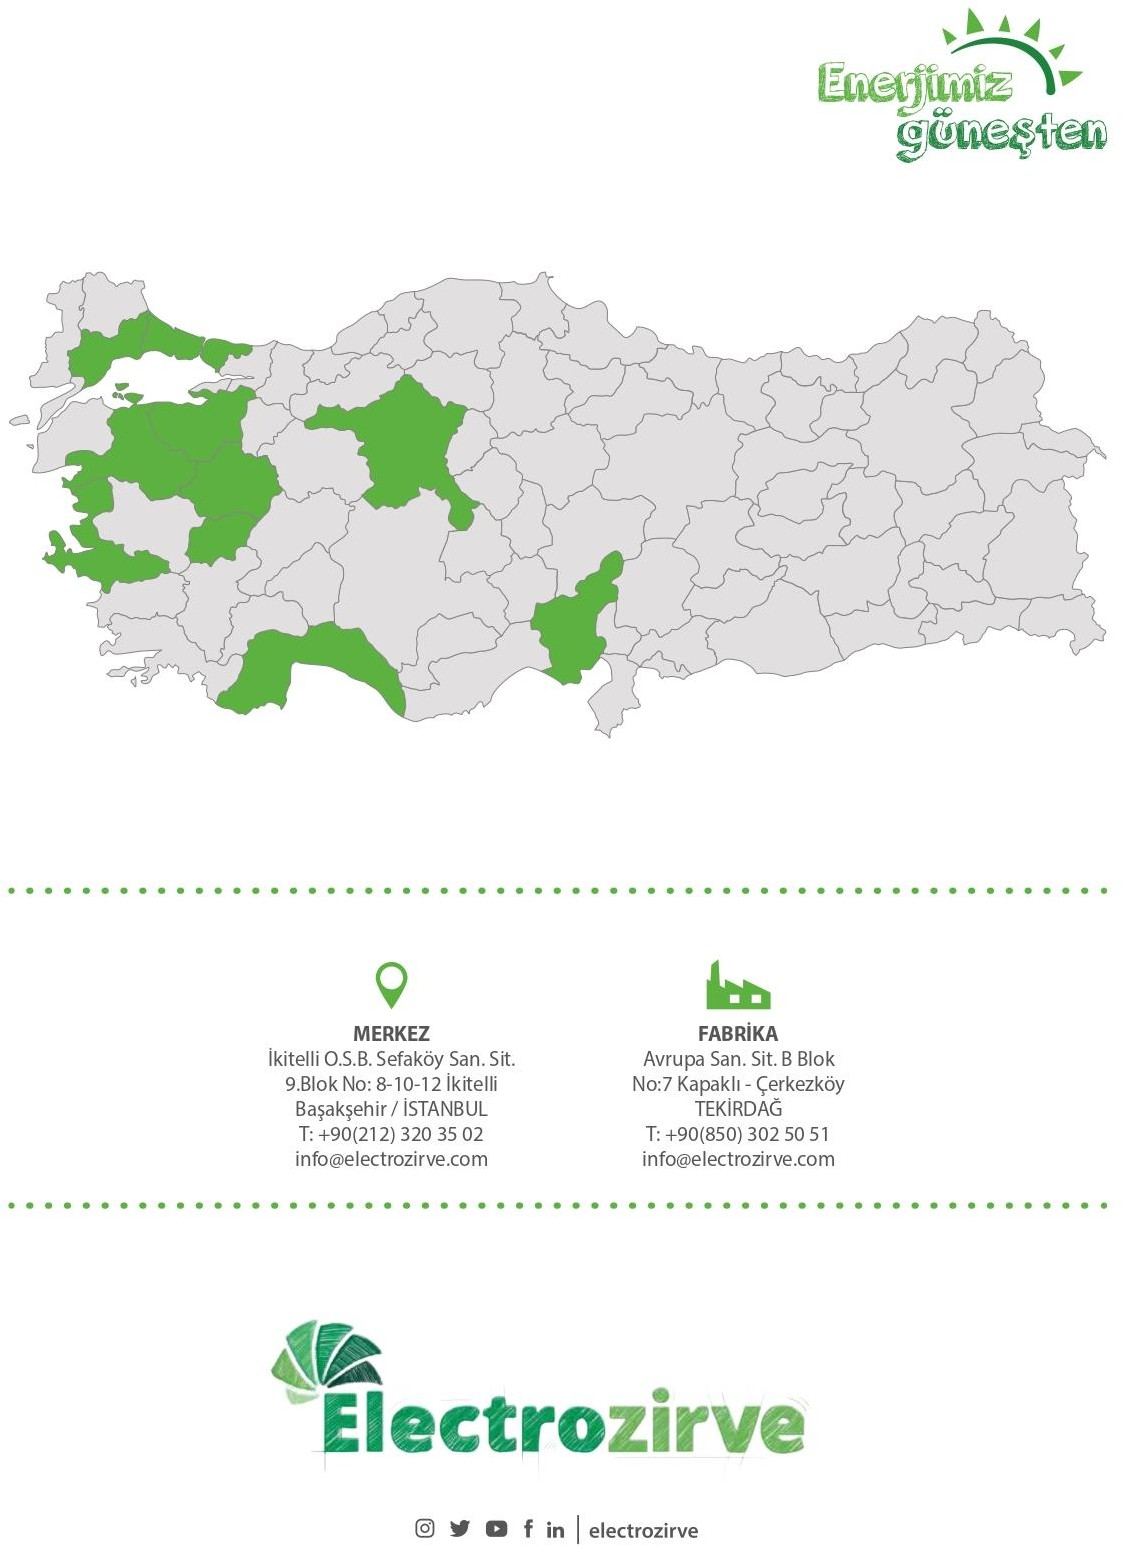 Enerjimiz
güneşten
MERKEZ
İkitelli O.S.B. Sefaköy San. Sit.
9.Blok No: 8-10-12 İkitelli
Başakşehir / İSTANBUL
T: +90(212) 320 35 02
info@electrozirve.com
FABRİKA
Avrupa San. Sit. B Blok
No:7 Kapaklı - Çerkezköy
TEKİRDAĞ
T: +90(850) 302 50 51
info@electrozirve.com
Electrozirve
electrozirve